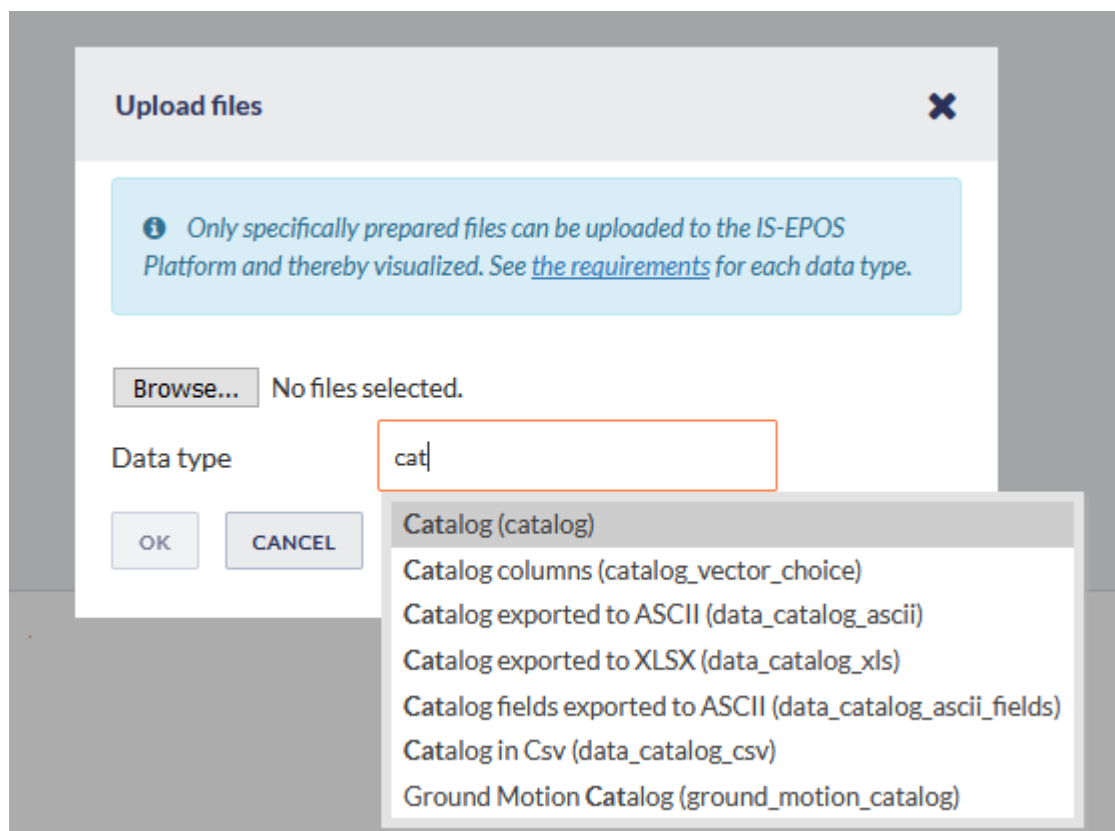 Upload files
Only specifically prepared files can be uploaded to the IS-EPOS
Platform and thereby visualized. See the requirements for each data type.
Browse... No files selected.
Data type cat
OK CANCEL
Catalog (catalog)
Catalog columns (catalog_vector_choice)
Catalog exported to ASCII (data_catalog_ascii)
Catalog exported to XLSX (data_catalog_xls)
Catalog fields exported to ASCII (data_catalog_ascii_fields)
Catalog in Csv (data_catalog_csv)
Ground Motion Catalog (ground_motion_catalog)